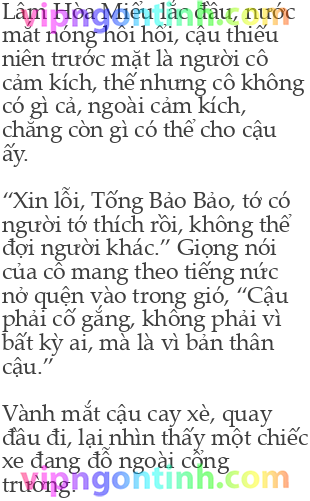 Lâm Hòa Miểu lắc đầu, nước
mắt nóng hổi hổi, cậu thiếu
niên trước mặt là người cô
cảm kích, thế nhưng cô không
có gì cả, ngoài cảm kích,
chẳng còn gì có thể cho cậu
ấy.
“Xin lỗi, Tống Bảo Bảo, tớ có
người tớ thích rồi, không thể
đợi người khác.” Giọng nói
của cô mang theo tiếng nức
nở quện vào trong gió, “Cậu
phải cố gắng, không phải vì
bất kỳ ai, mà là vì bản thân
cậu.”
Vành mắt cậu cay xè, quay
đầu đi, lại nhìn thấy một chiếc
xe đang đỗ ngoài cổng
trường.
vipngontinh.com
vipngontinh.com